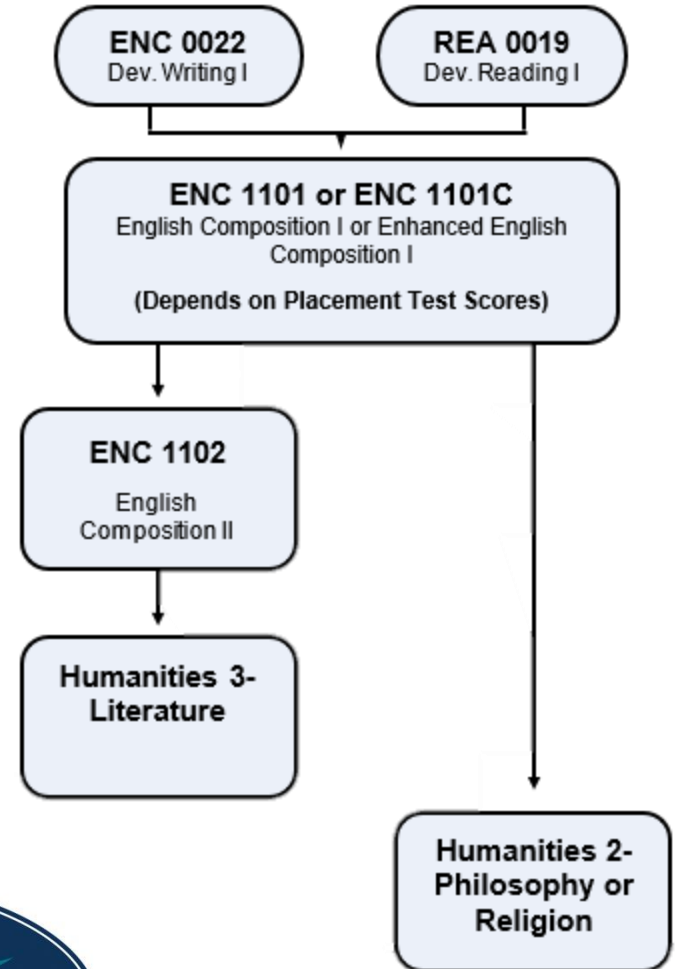 ENC 0022
Dev. Writing I
REA 0019
Dev. Reading I
ENC 1101 or ENC 1101C
English Composition I or Enhanced English
Composition I
(Depends on Placement Test Scores)
ENC 1102
English
Composition II
Humanities 3-
Literature
Humanities 2-
Philosophy or
Religion